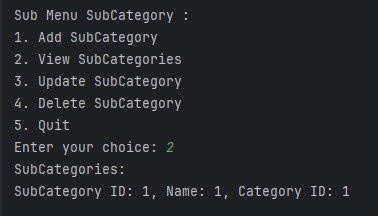 Sub Menu SubCategory :
1. Add SubCategory
2. View SubCategories
3. Update SubCategory
4. Delete SubCategory
5. Quit
Enter your choice: 2
SubCategories:
SubCategory ID: 1, Name: 1, Category ID: 1